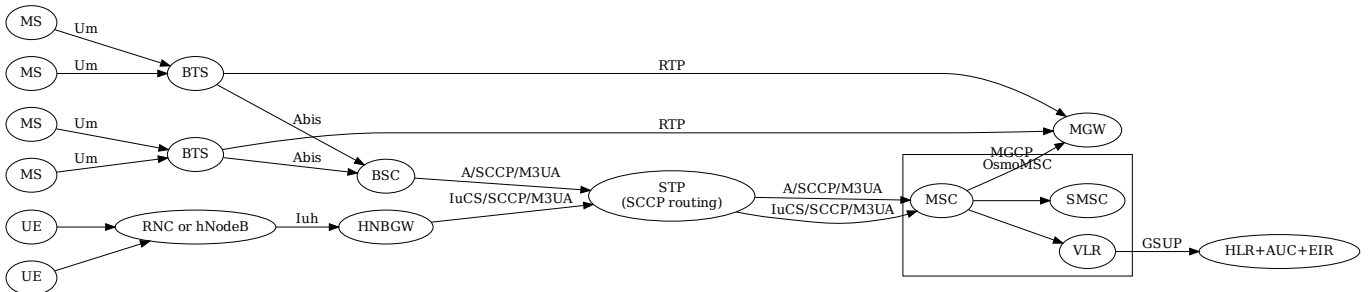 MS
Um
MS
Um
BTS
RTP
MS
Um
Abis
RTP
MGW
MS
Um
BTS
Abis
MGCP
OsmoMSC
BSC
A/SCCP/M3UA
STP
(SCCP routing)
A/SCCP/M3UA
MSC
SMSC
IuCS/SCCP/M3UA
IuCS/SCCP/M3UA
UE
RNC or hNodeB
Iuh
HNBGW
VLR
GSUP
HLR+AUC+EIR
UE